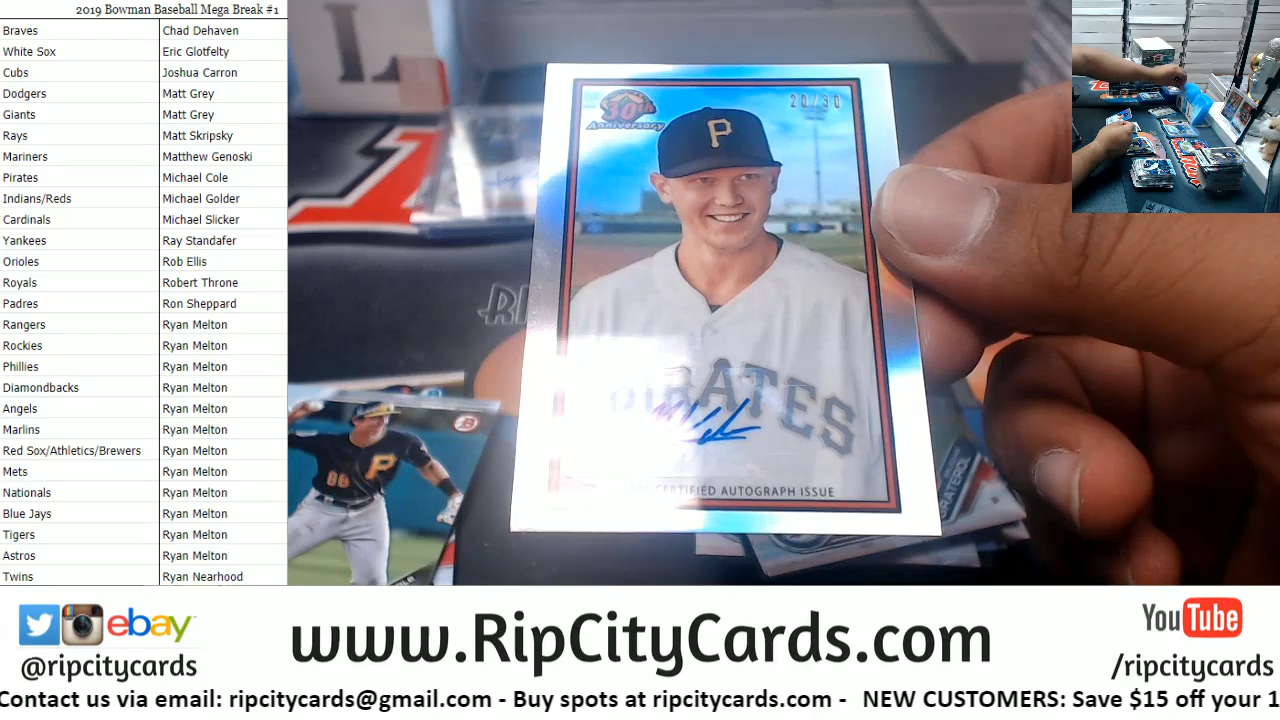 2019 Bowman Baseball Mega Break #1
Braves Chad Dehaven
White Sox Eric Glotfelty
Cubs Joshua Carron
Dodgers Matt Grey
Giants Matt Grey
Rays Matt Skripsky
Mariners Matthew Genoski
Pirates Michael Cole
Indians/Reds Michael Golder
Cardinals Michael Slicker
Yankees Ray Standafer
Orioles Rob Ellis
Royals Robert Throne
Padres Ron Sheppard
Rangers Ryan Melton
Rockies Ryan Melton
Phillies Ryan Melton
Diamondbacks Ryan Melton
Angels Ryan Melton
Marlins Ryan Melton
Red Sox/Athletics/Brewers Ryan Melton
Mets Ryan Melton
Nationals Ryan Melton
Blue Jays Ryan Melton
Tigers Ryan Melton
Astros Ryan Melton
Twins Ryan Nearhood
30th
Anniversary
20/30
P
PIRATES
CERTIFIED AUTOGRAPH ISSUE
P
B
RI
GRATEROL
ebay
@ripcitycards
www.RipCityCards.com
YouTube
/ripcitycards
Contact us via email: ripcitycards@gmail.com - Buy spots at ripcitycards.com - NEW CUSTOMERS: Save $15 off your 1